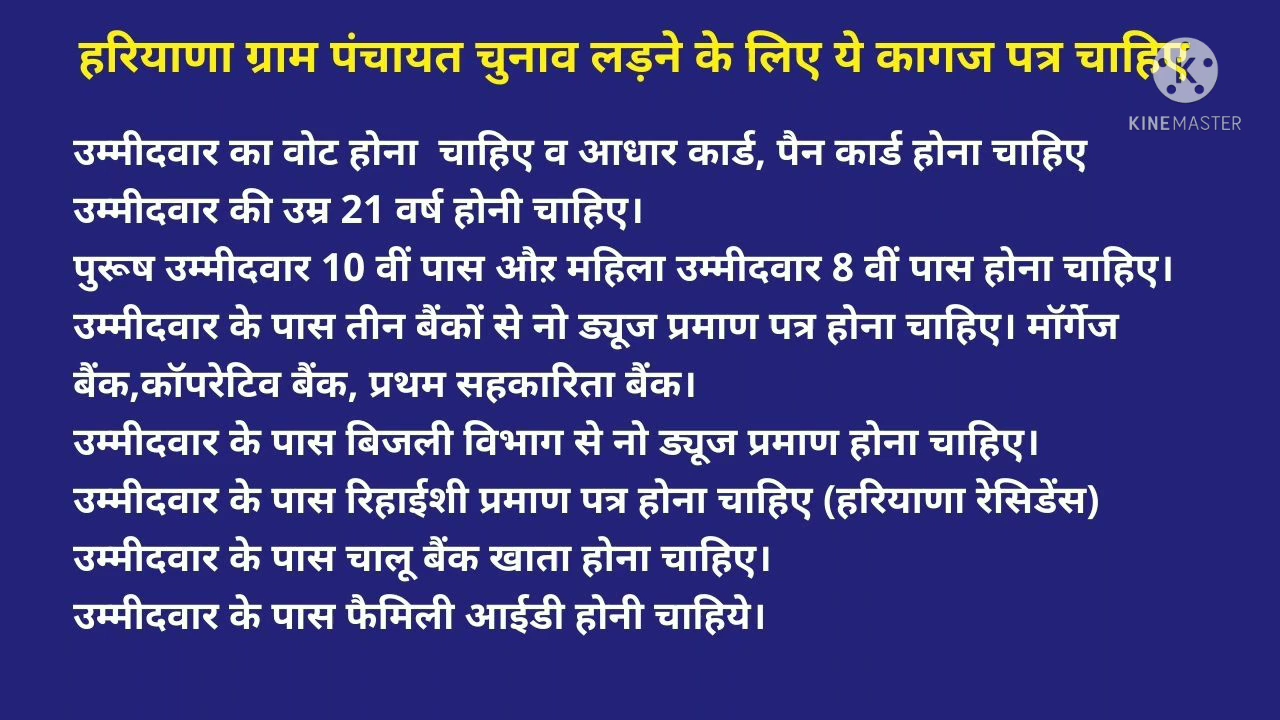 हरियाणा ग्राम पंचायत चुनाव लड़ने के लिए ये कागज पत्र चाहिए
KINEMASTER
उम्मीदवार का वोट होना चाहिए व आधार कार्ड, पैन कार्ड होना चाहिए
उम्मीदवार की उम्र 21 वर्ष होनी चाहिए।
पुरूष उम्मीदवार 10 वीं पास औऱ महिला उम्मीदवार 8 वीं पास होना चाहिए।
उम्मीदवार के पास तीन बैंकों से नो ड्यूज प्रमाण पत्र होना चाहिए। मॉर्गेज
बैंक,कॉपरेटिव बैंक, प्रथम सहकारिता बैंक।
उम्मीदवार के पास बिजली विभाग से नो ड्यूज प्रमाण होना चाहिए।
उम्मीदवार के पास रिहाईशी प्रमाण पत्र होना चाहिए (हरियाणा रेसिडेंस)
उम्मीदवार के पास चालू बैंक खाता होना चाहिए।
उम्मीदवार के पास फैमिली आईडी होनी चाहिये।